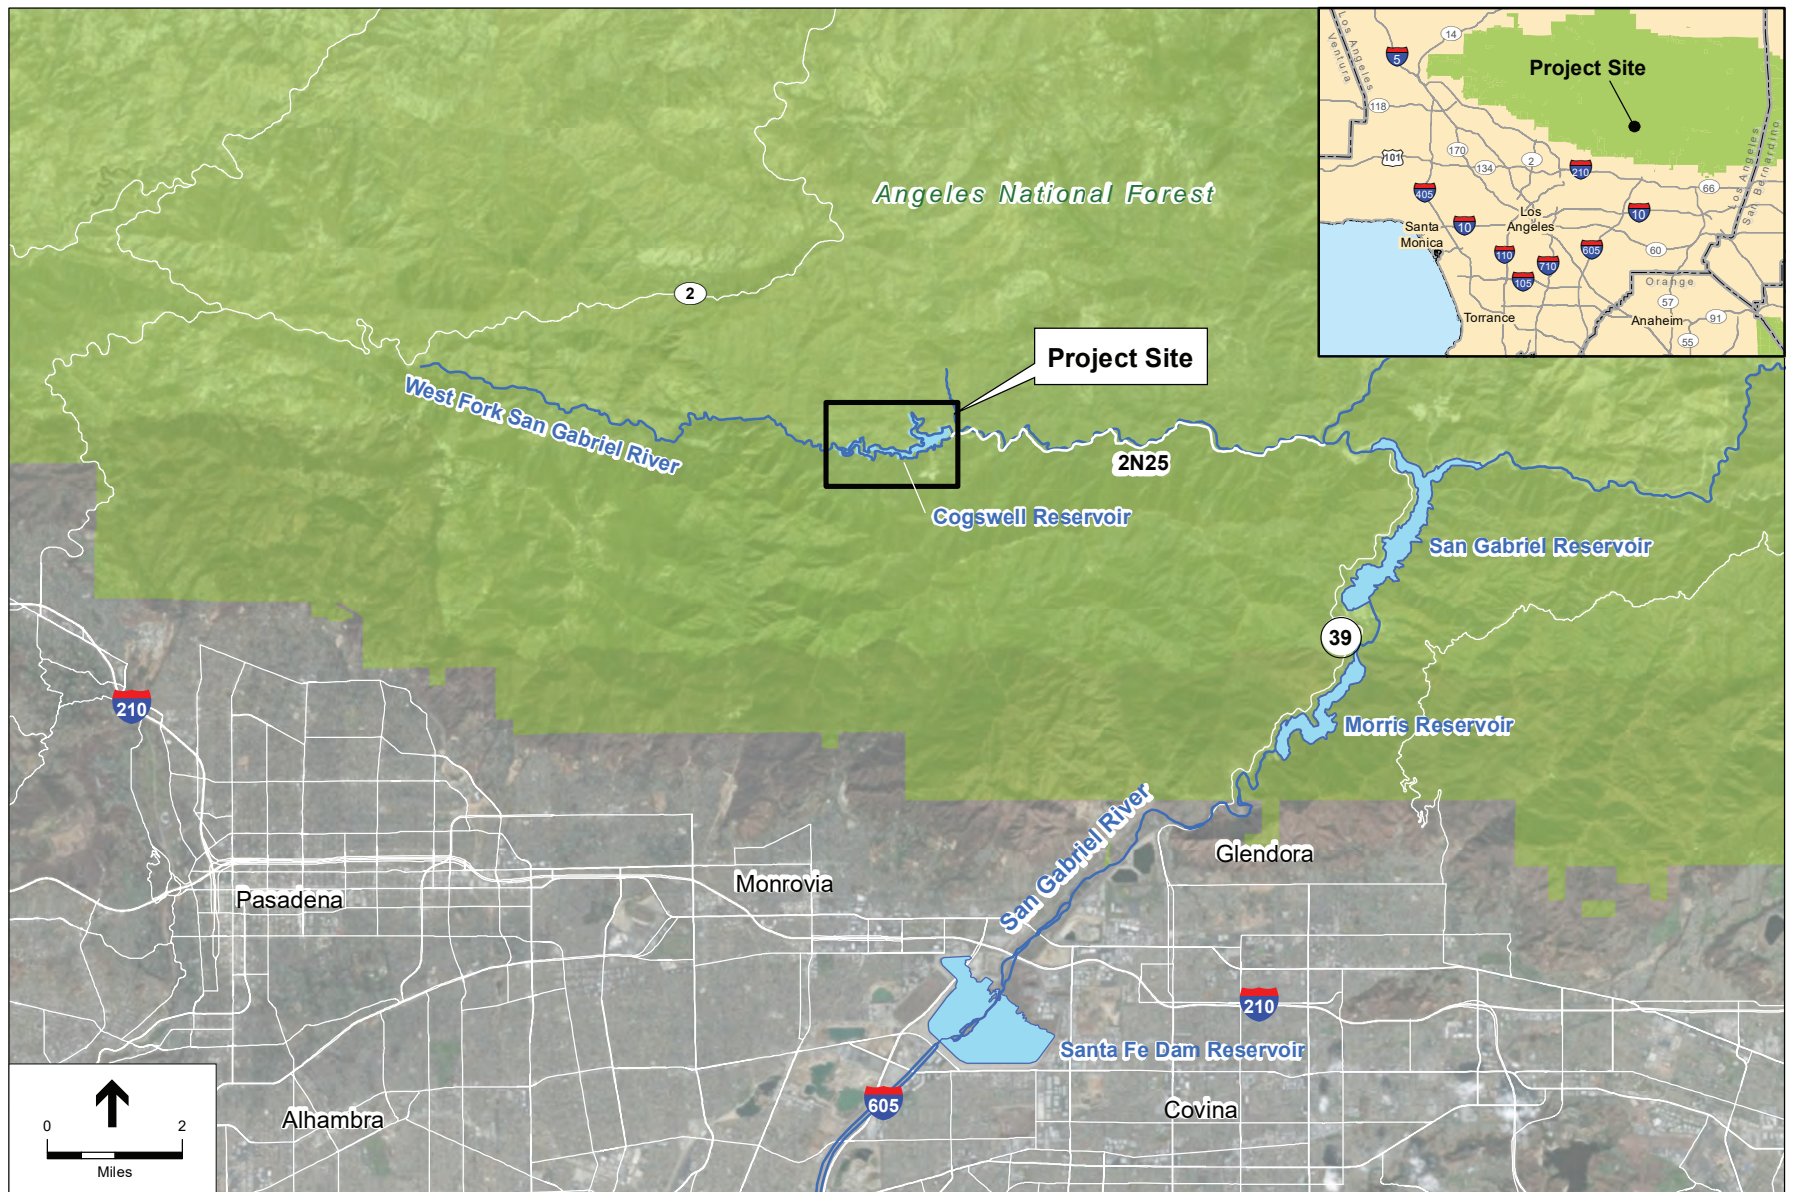 Angeles National Forest
2
Project Site
West Fork San Gabriel River
2N25
Cogswell Reservoir
San Gabriel Reservoir
39
Morris Reservoir
210
San Gabriel River
Glendora
Monrovia
Pasadena
210
Santa Fe Dam Reservoir
605
Covina
Alhambra
0 2
Miles
Los Angeles
Ventura
14
5
Project Site
118
101
170
134
2
210
405
66
Los Angeles
San Bernardino
10
Los
Angeles
10
Santa
Monica
110
710
605
60
105
Orange
57
Torrance
Anaheim
91
55